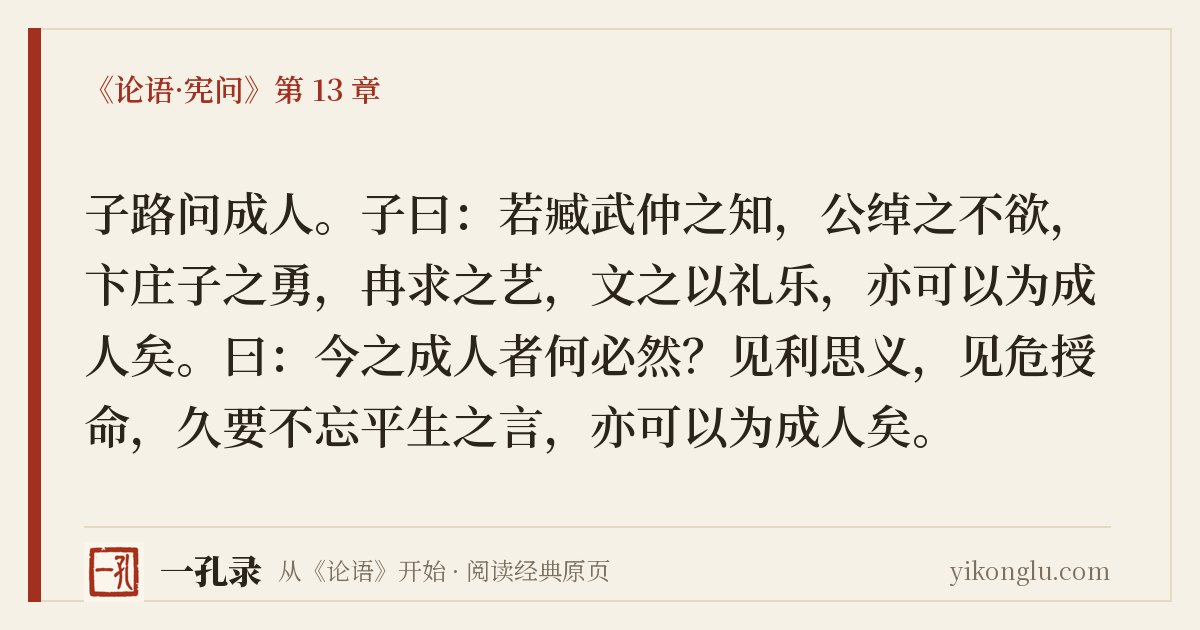 《论语·宪问》第 13 章
子路问成人。子曰：若臧武仲之知，公绰之不欲，
卞庄子之勇，冉求之艺，文之以礼乐，亦可以为成
人矣。曰：今之成人者何必然？见利思义，见危授
命，久要不忘平生之言，亦可以为成人矣。
一孔
一孔录 从《论语》开始 · 阅读经典原页 yikonglu.com